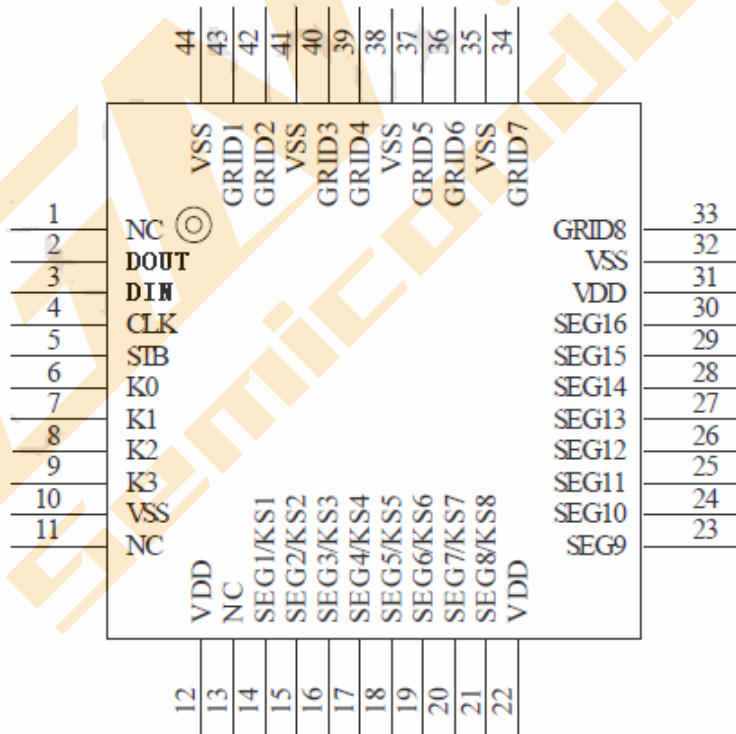 44 43 42 41 40 39 38 37 36 35 34
VSS GRID1 GRID2 VSS GRID3 GRID4 VSS GRID5 GRID6 VSS GRID7
1 NC GRID8 33
2 DOUT VSS 32
3 DIN VDD 31
4 CLK SEG16 30
5 STB SEG15 29
6 K0 SEG14 28
7 K1 SEG13 27
8 K2 SEG12 26
9 K3 SEG11 25
10 VSS SEG10 24
11 NC SEG9 23
VDD NC SEG1/KS1 SEG2/KS2 SEG3/KS3 SEG4/KS4 SEG5/KS5 SEG6/KS6 SEG7/KS7 SEG8/KS8 VDD
12 13 14 15 16 17 18 19 20 21 22
Semicondu